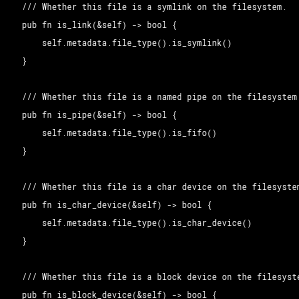 /// Whether this file is a symlink on the filesystem.
pub fn is_link(&self) -> bool {
self.metadata.file_type().is_symlink()
}
/// Whether this file is a named pipe on the filesystem
pub fn is_pipe(&self) -> bool {
self.metadata.file_type().is_fifo()
}
/// Whether this file is a char device on the filesystem
pub fn is_char_device(&self) -> bool {
self.metadata.file_type().is_char_device()
}
/// Whether this file is a block device on the filesyste
pub fn is_block_device(&self) -> bool {